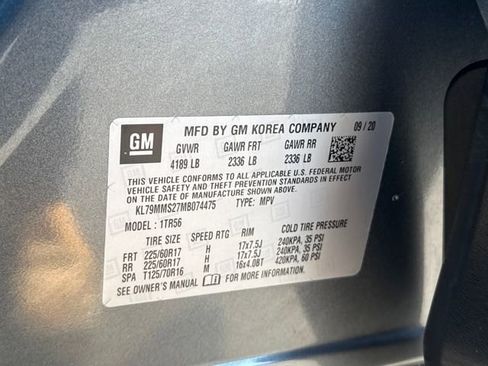 GM
MFD BY GM KOREA COMPANY 09/20
GVWR GAWR FRT GAWR RR
4189 LB 2336 LB 2336 LB
THIS VEHICLE CONFORMS TO ALL APPLICABLE U.S. FEDERAL MOTOR
VEHICLE SAFETY AND THEFT PREVENTION STANDARDS IN EFFECT ON
THE DATE OF MANUFACTURE SHOWN ABOVE.
KL79MMS27MB074475 TYPE: MPV
MODEL : 1TR56
TIRE SIZE SPEED RTG RIM COLD TIRE PRESSURE
FRT 225/60R17 H 17x7.5J 240KPA, 35 PSI
RR 225/60R17 H 17x7.5J 240KPA, 35 PSI
SPA T125/70R16 M 16x4.0BT 420KPA, 60 PSI
SEE OWNER'S MANUAL FOR MORE INFORMATION.